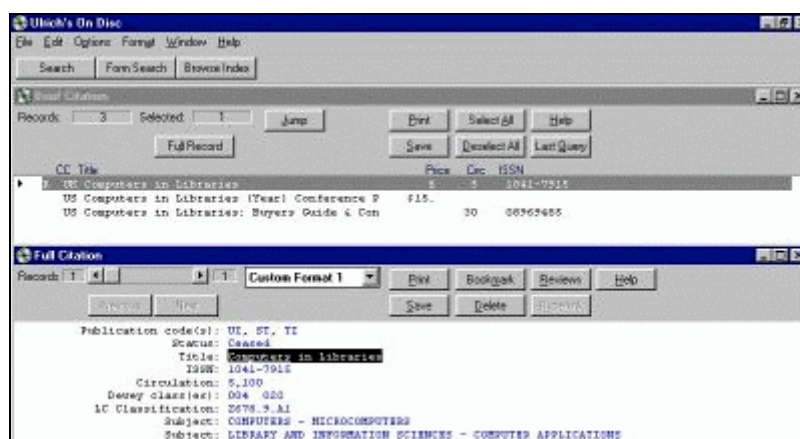 Ulrich's On Disc
File Edit Options Format Window Help
Search Form Search Browse Index
Brief Citation
Records: 3 Selected: 1 Jump Print Select All Help
Full Record Save Deselect All Last Query
CC Title Price Circ ISSN
Computers in Libraries 1041-7915
US Computers in Libraries (Year) Conference P $15.
US Computers in Libraries: Buyers Guide & Con 30 08969485
Full Citation
Records 1 1 Custom Format 1 Print Bookmark Reviews Help
Previous Next Save Delete
Publication code(s): UI, ST, TI
Status: Ceased
Title: Computers in Libraries
ISSN: 1041-7915
Circulation: 5,100
Dewey class(es): 004 020
LC Classification: Z678.9.A1
Subject: COMPUTERS - MICROCOMPUTERS
Subject: LIBRARY AND INFORMATION SCIENCES - COMPUTER APPLICATIONS